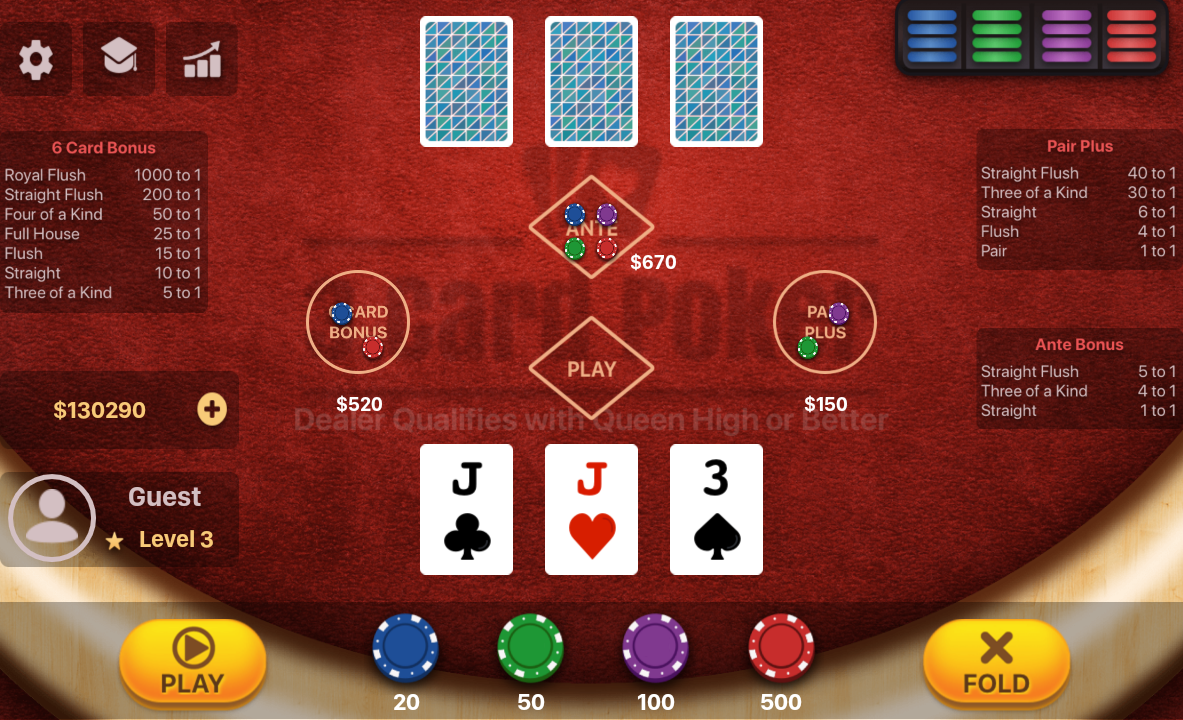 6 Card Bonus
Royal Flush 1000 to 1
Straight Flush 200 to 1
Four of a Kind 50 to 1
Full House 25 to 1
Flush 15 to 1
Straight 10 to 1
Three of a Kind 5 to 1
Pair Plus
Straight Flush 40 to 1
Three of a Kind 30 to 1
Straight 6 to 1
Flush 4 to 1
Pair 1 to 1
ANTE
$670
BONUS
$520
PLAY
PLUS
$150
Card Poker
Dealer Qualifies with Queen High or Better
Ante Bonus
Straight Flush 5 to 1
Three of a Kind 4 to 1
Straight 1 to 1
$130290
Guest
Level 3
J
J
3
PLAY
20
50
100
500
FOLD